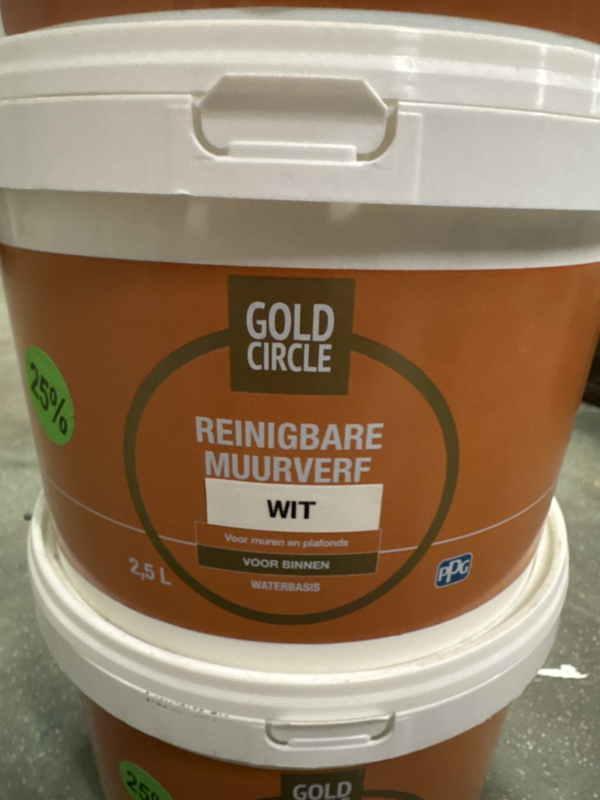 GOLD
CIRCLE
25%
REINIGBARE
MUURVERF
WIT
Voor muren en plafonds
VOOR BINNEN
2,5 L
WATERBASIS
PPG
GOLD